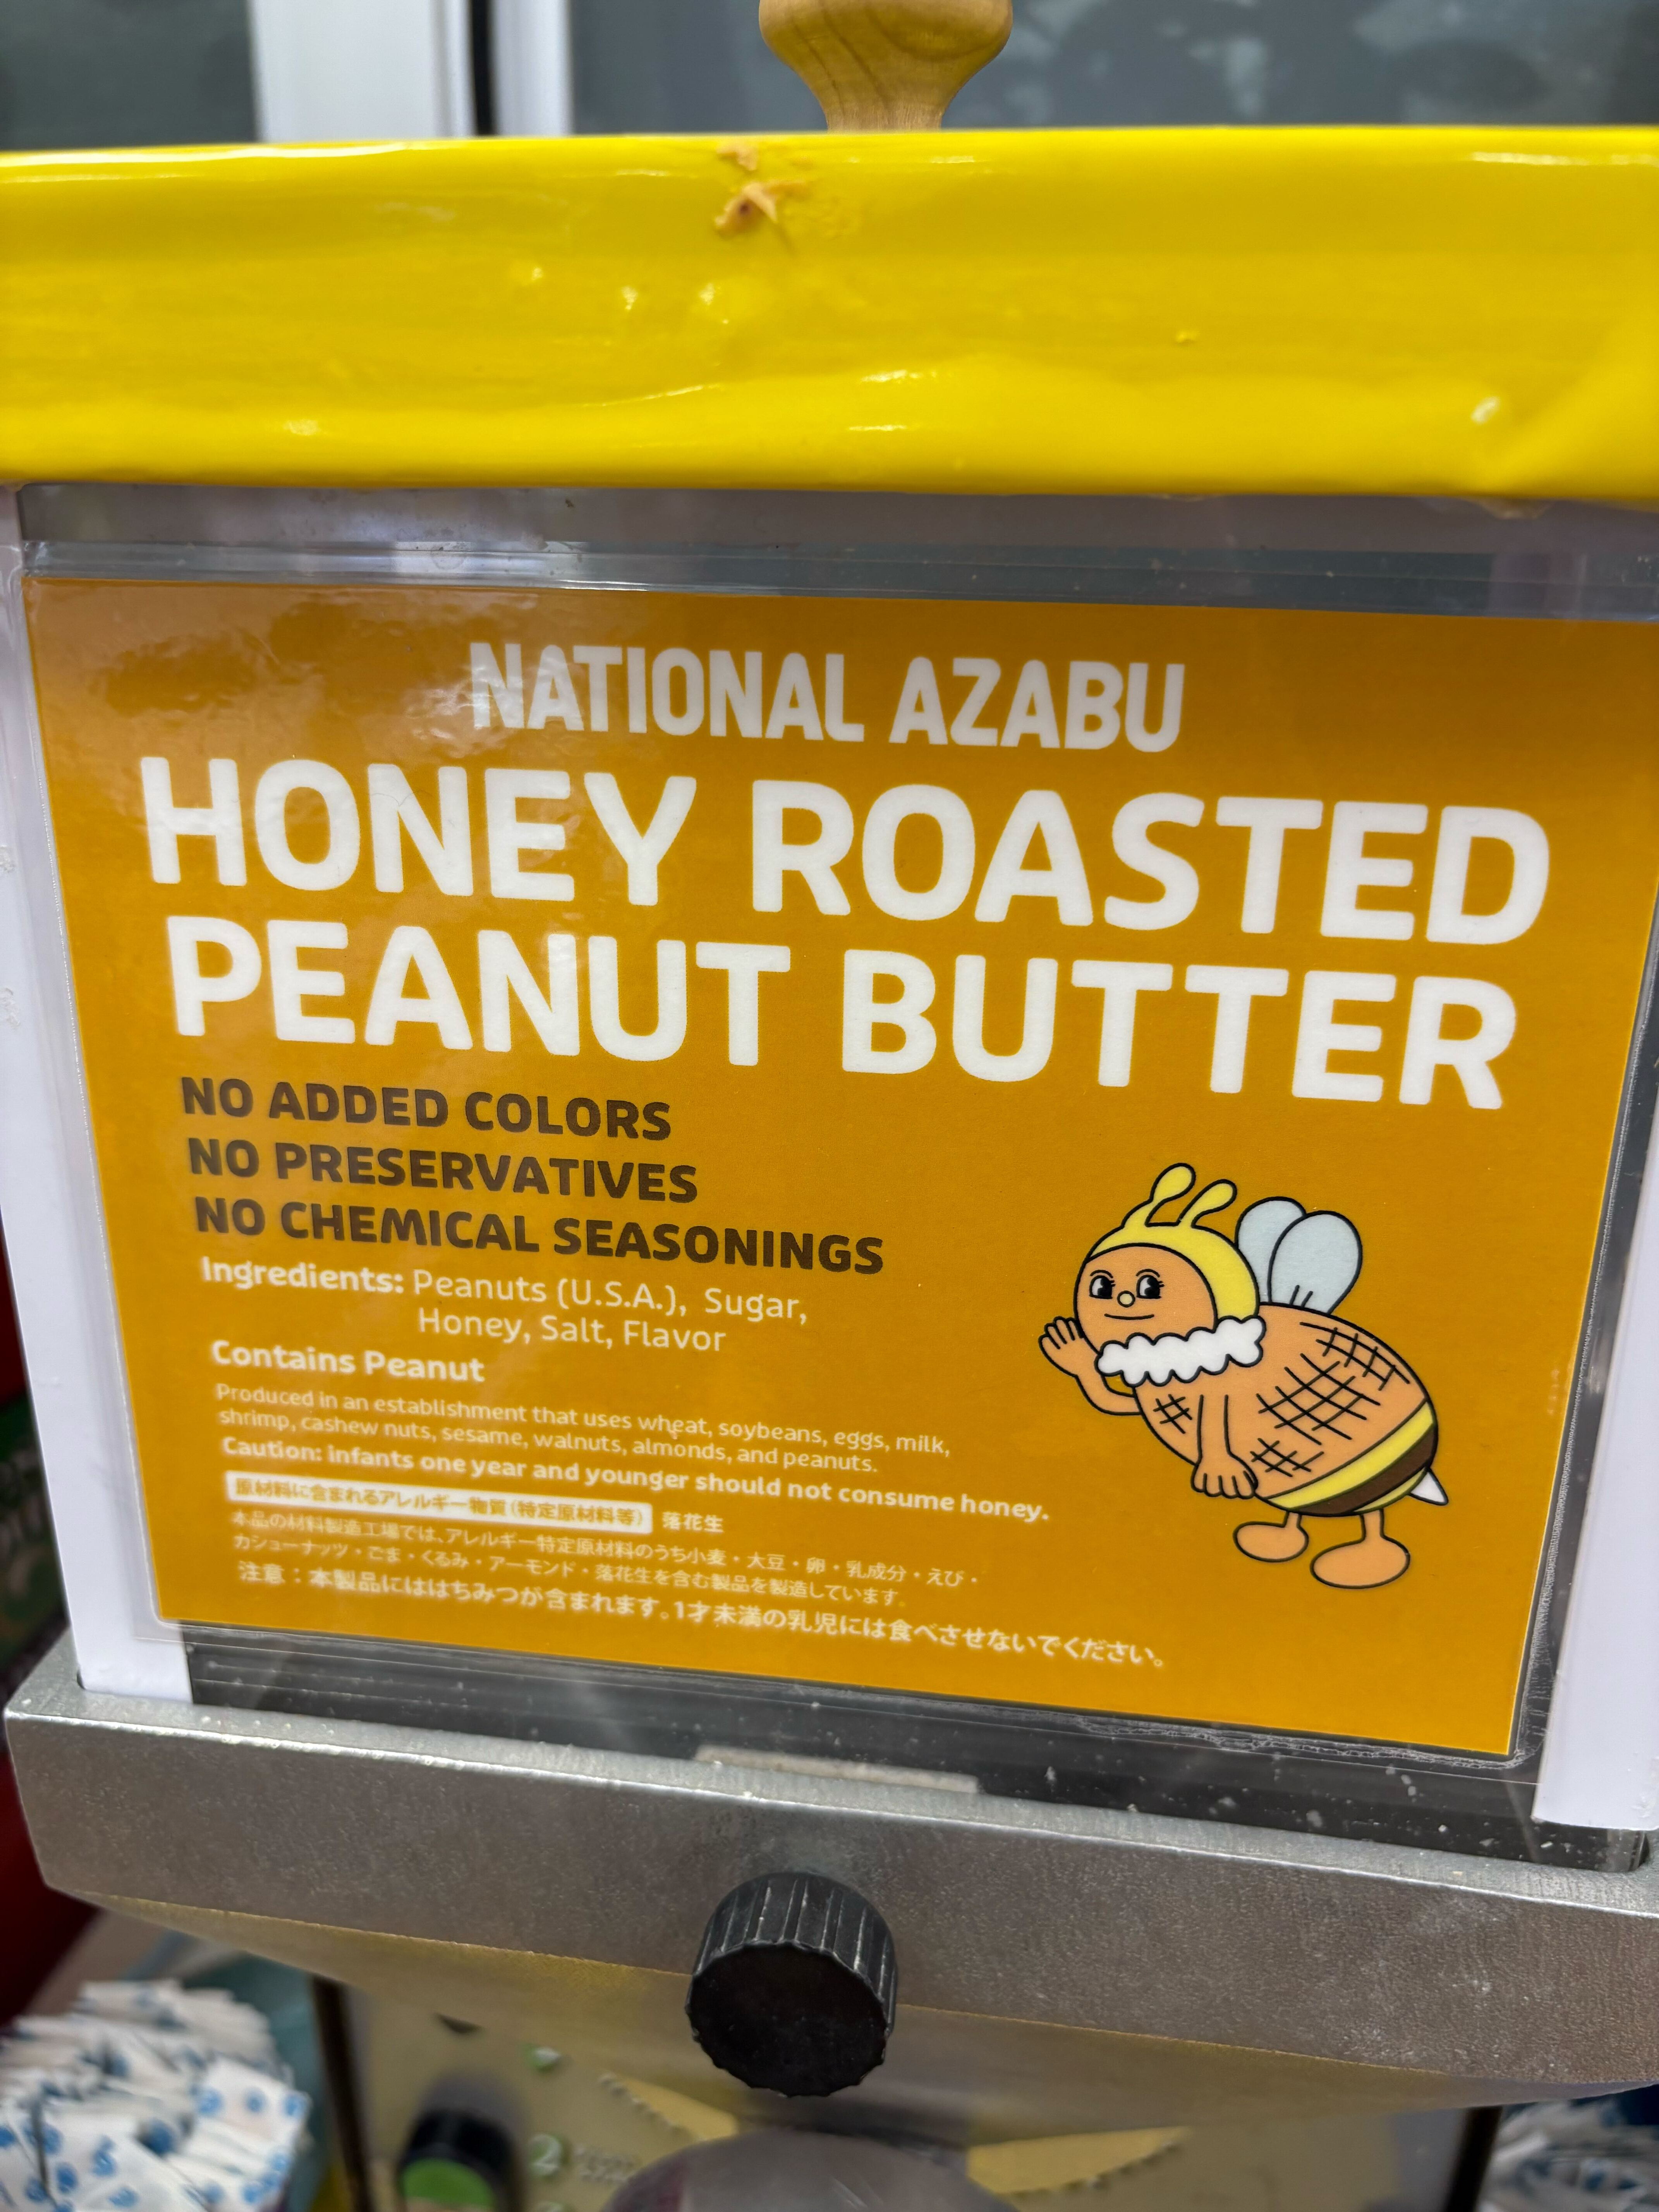 NATIONAL AZABU
HONEY ROASTED
PEANUT BUTTER
NO ADDED COLORS
NO PRESERVATIVES
NO CHEMICAL SEASONINGS
Ingredients: Peanuts (U.S.A.), Sugar,
Honey, Salt, Flavor
Contains Peanut
Produced in an establishment that uses wheat, soybeans, eggs, milk,
shrimp, cashew nuts, sesame, walnuts, almonds, and peanuts.
Caution: infants one year and younger should not consume honey.
原材料に含まれるアレルギー物質(特定原材料等) 落花生
本品の材料製造工場では、アレルギー特定原材料のうち小麦・大豆・卵・乳成分・えび・
カシューナッツ・ごま・くるみ・アーモンド・落花生を含む製品を製造しています。
注意：本製品にははちみつが含まれます。1才未満の乳児には食べさせないでください。
2